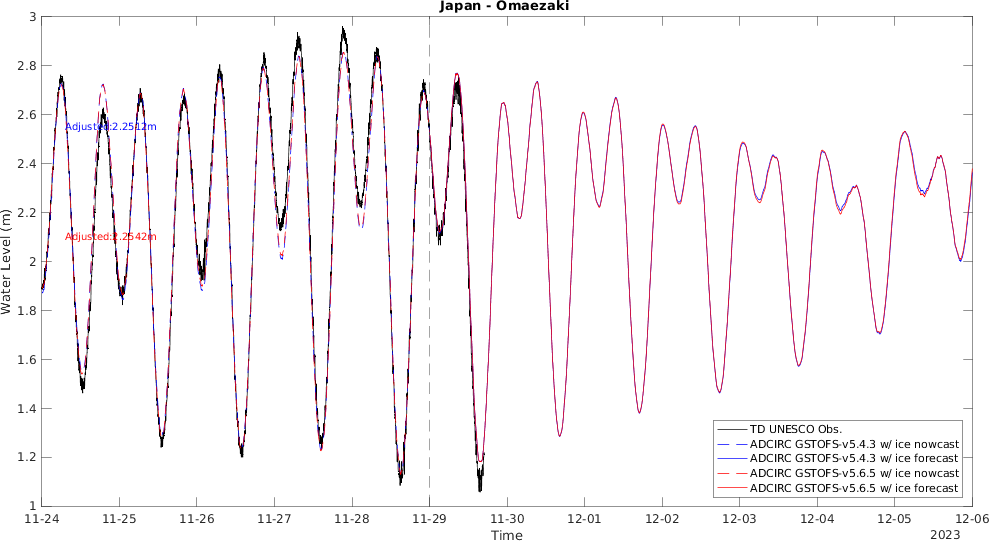 Japan - Omaezaki
3
2.8
2.6
2.4
2.2
2
1.8
1.6
1.4
1.2
1
Water Level (m)
Adjusted:2.2512m
Adjusted:2.2542m
TD UNESCO Obs.
ADCIRC GSTOFS-v5.4.3 w/ ice nowcast
ADCIRC GSTOFS-v5.4.3 w/ ice forecast
ADCIRC GSTOFS-v5.6.5 w/ ice nowcast
ADCIRC GSTOFS-v5.6.5 w/ ice forecast
11-24 11-25 11-26 11-27 11-28 11-29 11-30 12-01 12-02 12-03 12-04 12-05 12-06
Time
2023